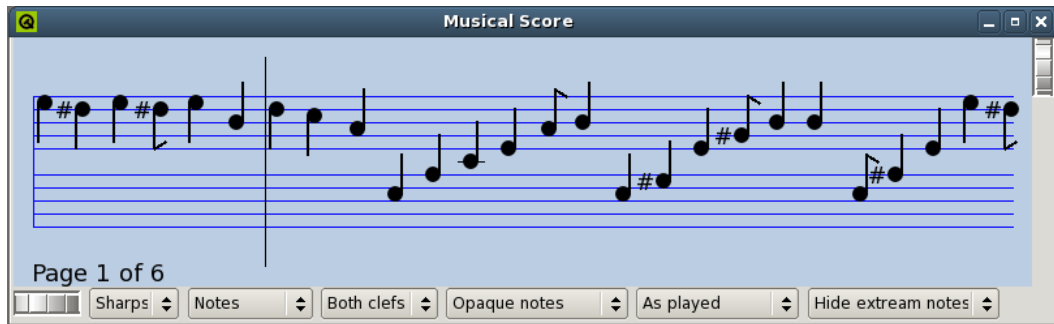 Musical Score
Page 1 of 6
Sharps Notes Both clefs Opaque notes As played Hide extream notes